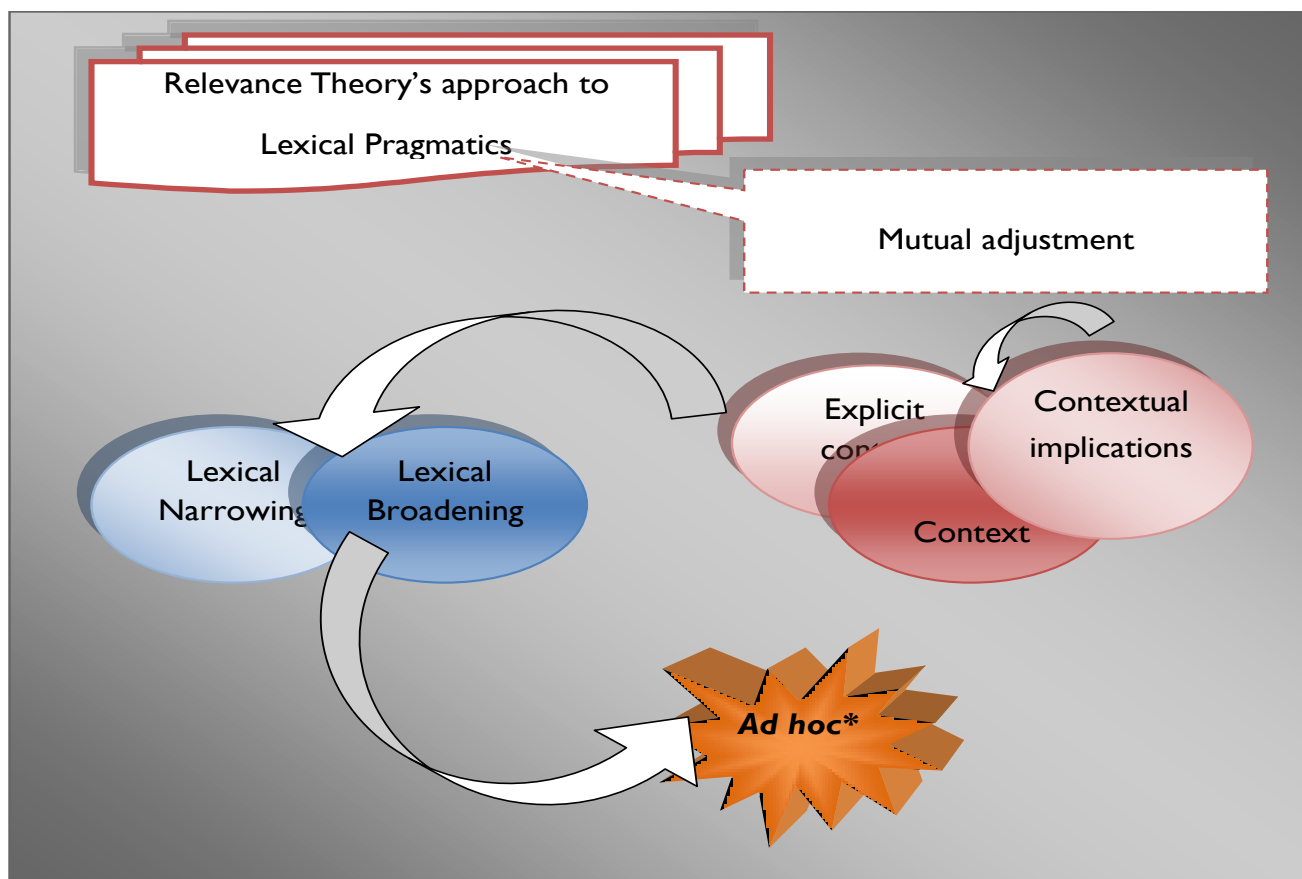 Relevance Theory’s approach to
Lexical Pragmatics
Mutual adjustment
Explicit
Contextual
implications
Context
Lexical
Narrowing
Lexical
Broadening
Ad hoc*